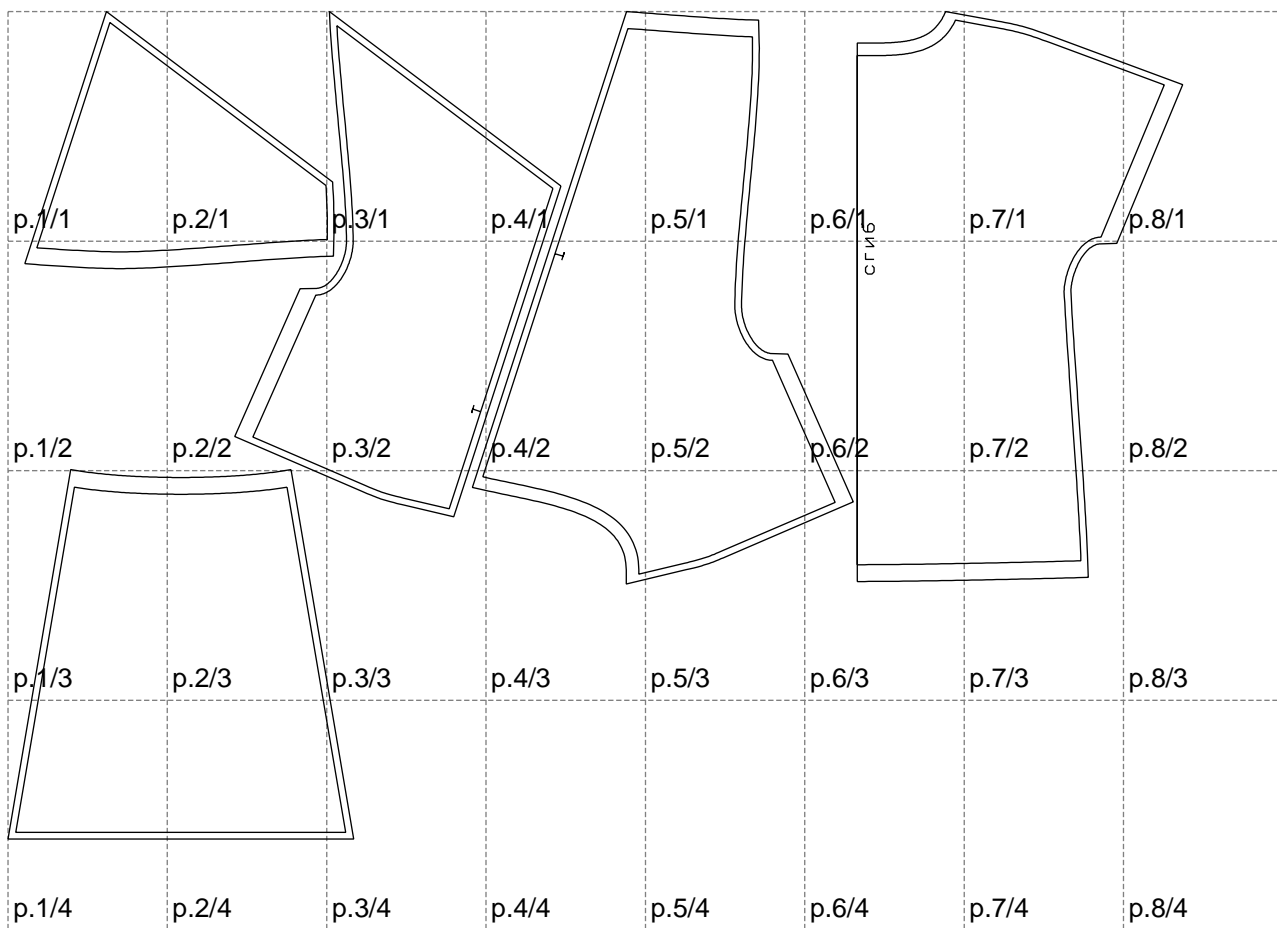 p.1/1 p.2/1 p.3/1 p.4/1 p.5/1 p.6/1 p.7/1 p.8/1
сгиб
p.1/2 p.2/2 p.3/2 p.4/2 p.5/2 p.6/2 p.7/2 p.8/2
p.1/3 p.2/3 p.3/3 p.4/3 p.5/3 p.6/3 p.7/3 p.8/3
p.1/4 p.2/4 p.3/4 p.4/4 p.5/4 p.6/4 p.7/4 p.8/4